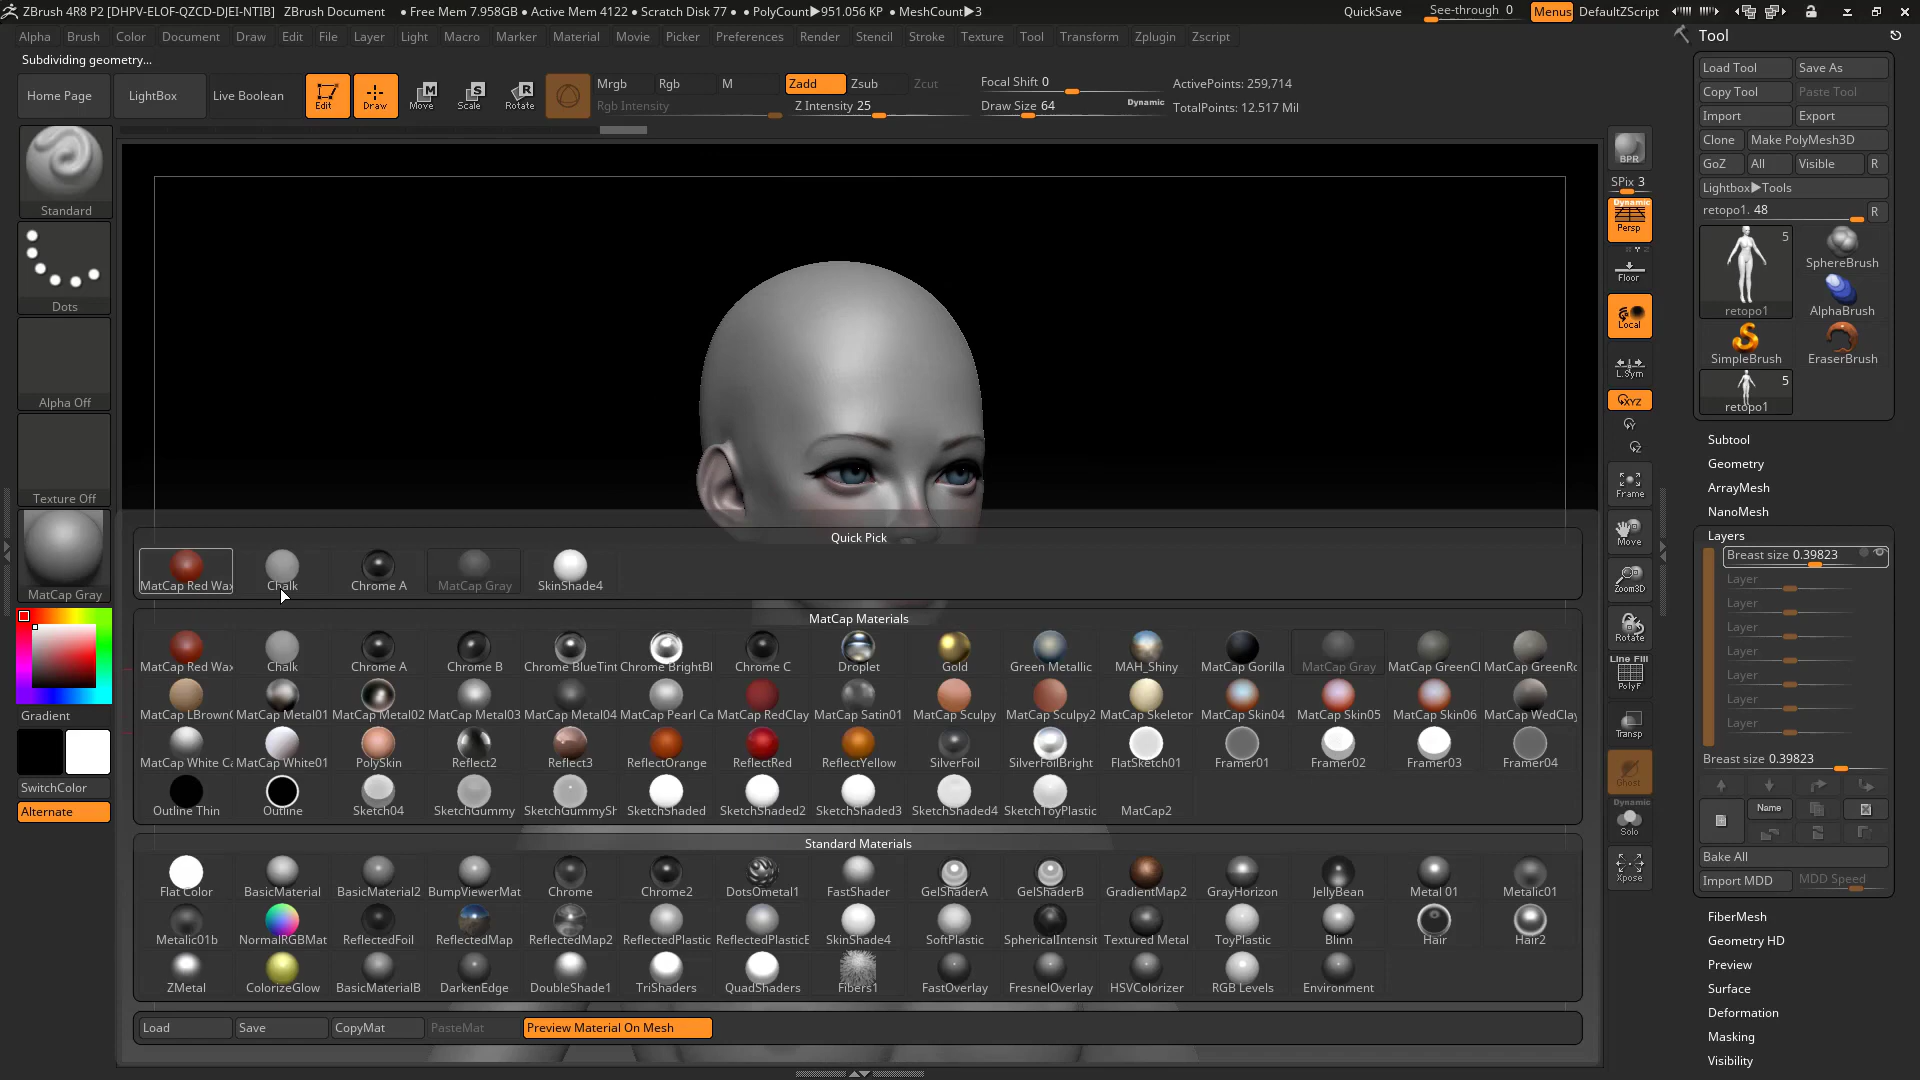 ZBrush 4R8 P2 [DHPV-ELOF-QZCD-DJEI-NTIB] ZBrush Document • Free Mem 7.958GB • Active Mem 4122 • Scratch Disk 77 • • PolyCount▶951.056 KP • MeshCount▶3 QuickSave See-through 0 Menus DefaultZScript
Alpha Brush Color Document Draw Edit File Layer Light Macro Marker Material Movie Picker Preferences Render Stencil Stroke Texture Tool Transform Zplugin Zscript
Subdividing geometry...
Home Page LightBox Live Boolean Edit Draw Move Scale Rotate
Mrgb Rgb M Zadd Zsub Zcut Focal Shift 0 ActivePoints: 259,714
Rgb Intensity Z Intensity 25 Draw Size 64 Dynamic TotalPoints: 12.517 Mil
Standard
Dots
Alpha Off
Texture Off
MatCap Gray
Gradient
SwitchColor
Alternate
Quick Pick
MatCap Red Wax Chalk Chrome A MatCap Gray SkinShade4
MatCap Materials
MatCap Red Wax Chalk Chrome A Chrome B Chrome BlueTint Chrome BrightBl Chrome C Droplet Gold Green Metallic MAH_Shiny MatCap Gorilla MatCap Gray MatCap GreenCl MatCap GreenRo
MatCap LBrownC MatCap Metal01 MatCap Metal02 MatCap Metal03 MatCap Metal04 MatCap Pearl Ca MatCap RedClay MatCap Satin01 MatCap Sculpy MatCap Sculpy2 MatCap Skeletor MatCap Skin04 MatCap Skin05 MatCap Skin06 MatCap WedClay
MatCap White Ca MatCap White01 PolySkin Reflect2 Reflect3 ReflectOrange ReflectRed ReflectYellow SilverFoil SilverFoilBright FlatSketch01 Framer01 Framer02 Framer03 Framer04
Outline Thin Outline Sketch04 SketchGummy SketchGummySh SketchShaded SketchShaded2 SketchShaded3 SketchShaded4 SketchToyPlastic MatCap2
Standard Materials
Flat Color BasicMaterial BasicMaterial2 BumpViewerMat Chrome Chrome2 DotsOmetal1 FastShader GelShaderA GelShaderB GradientMap2 GrayHorizon JellyBean Metal 01 Metalic01
Metalic01b NormalRGBMat ReflectedFoil ReflectedMap ReflectedMap2 ReflectedPlastic ReflectedPlasticE SkinShade4 SoftPlastic SphericalIntensit Textured Metal ToyPlastic Blinn Hair Hair2
ZMetal ColorizeGlow BasicMaterialB DarkenEdge DoubleShade1 TriShaders QuadShaders Fibers1 FastOverlay FresnelOverlay HSVColorizer RGB Levels Environment
Load Save CopyMat PasteMat Preview Material On Mesh
BPR
SPix 3
Dynamic
Persp
Floor
Local
L.Sym
XYZ
Y
Z
Frame
Move
Zoom3D
Rotate
Line Fill
PolyF
Transp
Ghost
Dynamic
Solo
Xpose
Tool
Load Tool Save As
Copy Tool Paste Tool
Import Export
Clone Make PolyMesh3D
GoZ All Visible R
Lightbox▶Tools
retopo1. 48 R
5
SphereBrush
retopo1 AlphaBrush
SimpleBrush EraserBrush
5
retopo1
Subtool
Geometry
ArrayMesh
NanoMesh
Layers
Breast size 0.39823
Layer
Layer
Layer
Layer
Layer
Layer
Layer
Breast size 0.39823
Name
Bake All
Import MDD MDD Speed
FiberMesh
Geometry HD
Preview
Surface
Deformation
Masking
Visibility